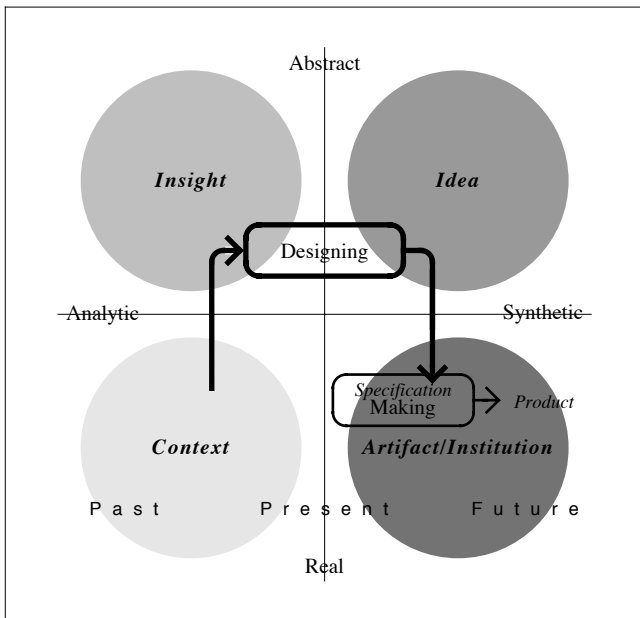 Abstract
Insight
Idea
Designing
Analytic
Synthetic
Specification
Making
Product
Context
Artifact/Institution
Past Present Future
Real